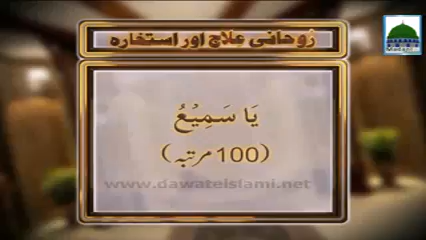 رُوحانی علاج اور استخارہ
یَا سَمِیْعُ
(100 مرتبہ)
www.dawateislami.net